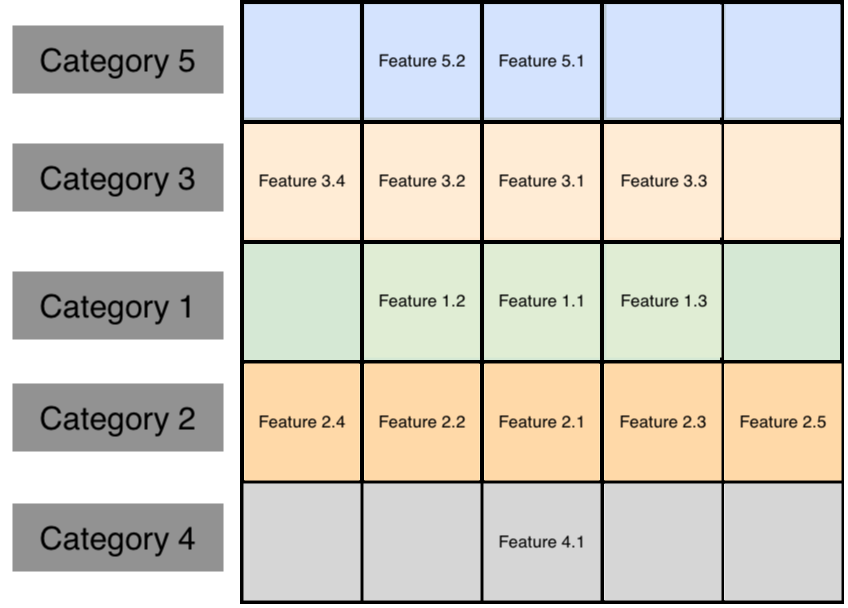 Category 5
Feature 5.2
Feature 5.1
Category 3
Feature 3.4
Feature 3.2
Feature 3.1
Feature 3.3
Category 1
Feature 1.2
Feature 1.1
Feature 1.3
Category 2
Feature 2.4
Feature 2.2
Feature 2.1
Feature 2.3
Feature 2.5
Category 4
Feature 4.1